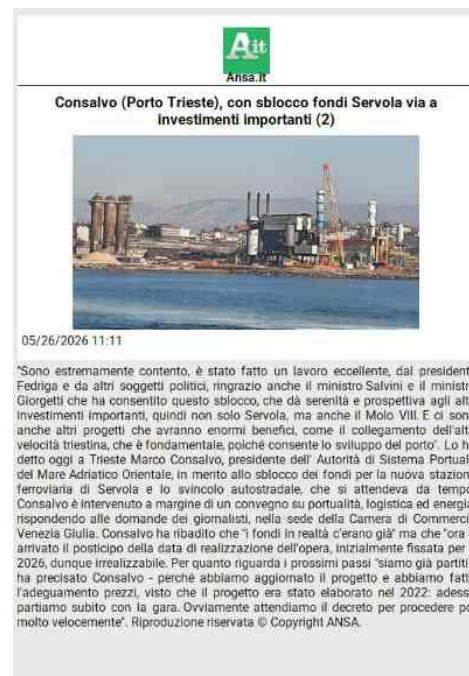 Ait
Ansa.it
Consalvo (Porto Trieste), con sblocco fondi Servola via a
investimenti importanti (2)
05/26/2026 11:11
"Sono estremamente contento, è stato fatto un lavoro eccellente, dal president
Fedriga e da altri soggetti politici, ringrazio anche il ministro Salvini e il ministr
Giorgetti che ha consentito questo sblocco, che dà serenità e prospettiva agli alt
investimenti importanti, quindi non solo Servola, ma anche il Molo VIII. E ci son
anche altri progetti che avranno enormi benefici, come il collegamento dell'alt
velocità triestina, che è fondamentale, poiché consente lo sviluppo del porto". Lo h
detto oggi a Trieste Marco Consalvo, presidente dell' Autorità di Sistema Portual
del Mare Adriatico Orientale, in merito allo sblocco dei fondi per la nuova stazion
ferroviaria di Servola e lo svincolo autostradale, che si attendeva da tempo
Consalvo è intervenuto a margine di un convegno su portualità, logistica ed energia
rispondendo alle domande dei giornalisti, nella sede della Camera di Commerci
Venezia Giulia. Consalvo ha ribadito che "i fondi in realtà c'erano già" ma che "ora
arrivato il posticipo della data di realizzazione dell'opera, inizialmente fissata per
2026, dunque irrealizzabile. Per quanto riguarda i prossimi passi "siamo già partiti
ha precisato Consalvo - perché abbiamo aggiornato il progetto e abbiamo fatt
l'adeguamento prezzi, visto che il progetto era stato elaborato nel 2022: adess
partiamo subito con la gara. Ovviamente attendiamo il decreto per procedere po
molto velocemente". Riproduzione riservata © Copyright ANSA.